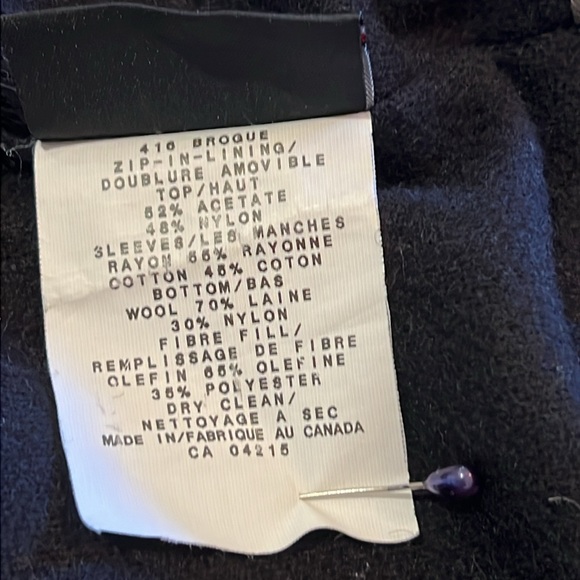 416 BROGUE
ZIP-IN-LINING/
DOUBLURE AMOVIBLE
TOP/HAUT
52% ACETATE
48% NYLON
SLEEVES/LES MANCHES
RAYON 55% RAYONNE
COTTON 45% COTON
BOTTOM/BAS
WOOL 70% LAINE
30% NYLON
FIBRE FILL/
REMPLISSAGE DE FIBRE
OLEFIN 65% OLEFINE
35% POLYESTER
DRY CLEAN/
NETTOYAGE A SEC
MADE IN/FABRIQUE AU CANADA
CA 04215